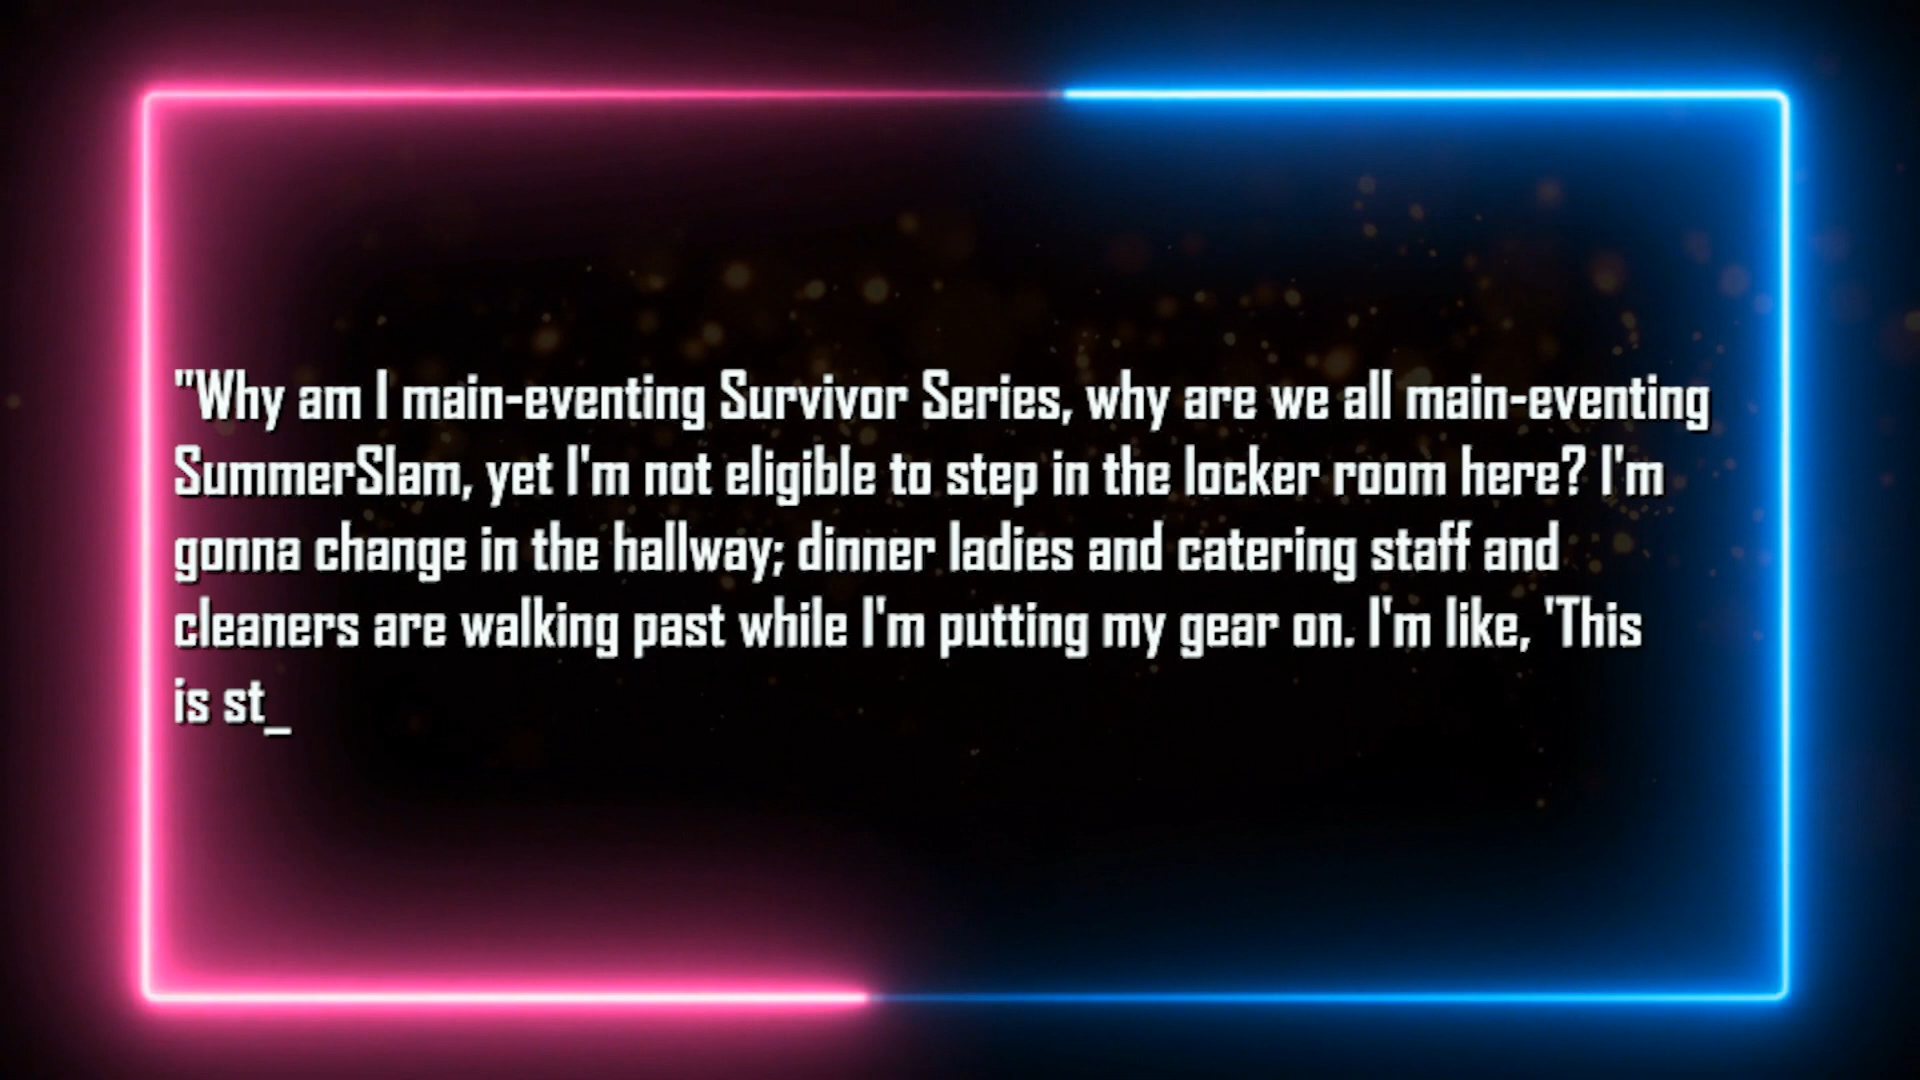 "Why am I main-eventing Survivor Series, why are we all main-eventing
SummerSlam, yet I'm not eligible to step in the locker room here? I'm
gonna change in the hallway; dinner ladies and catering staff and
cleaners are walking past while I'm putting my gear on. I'm like, 'This
is st_